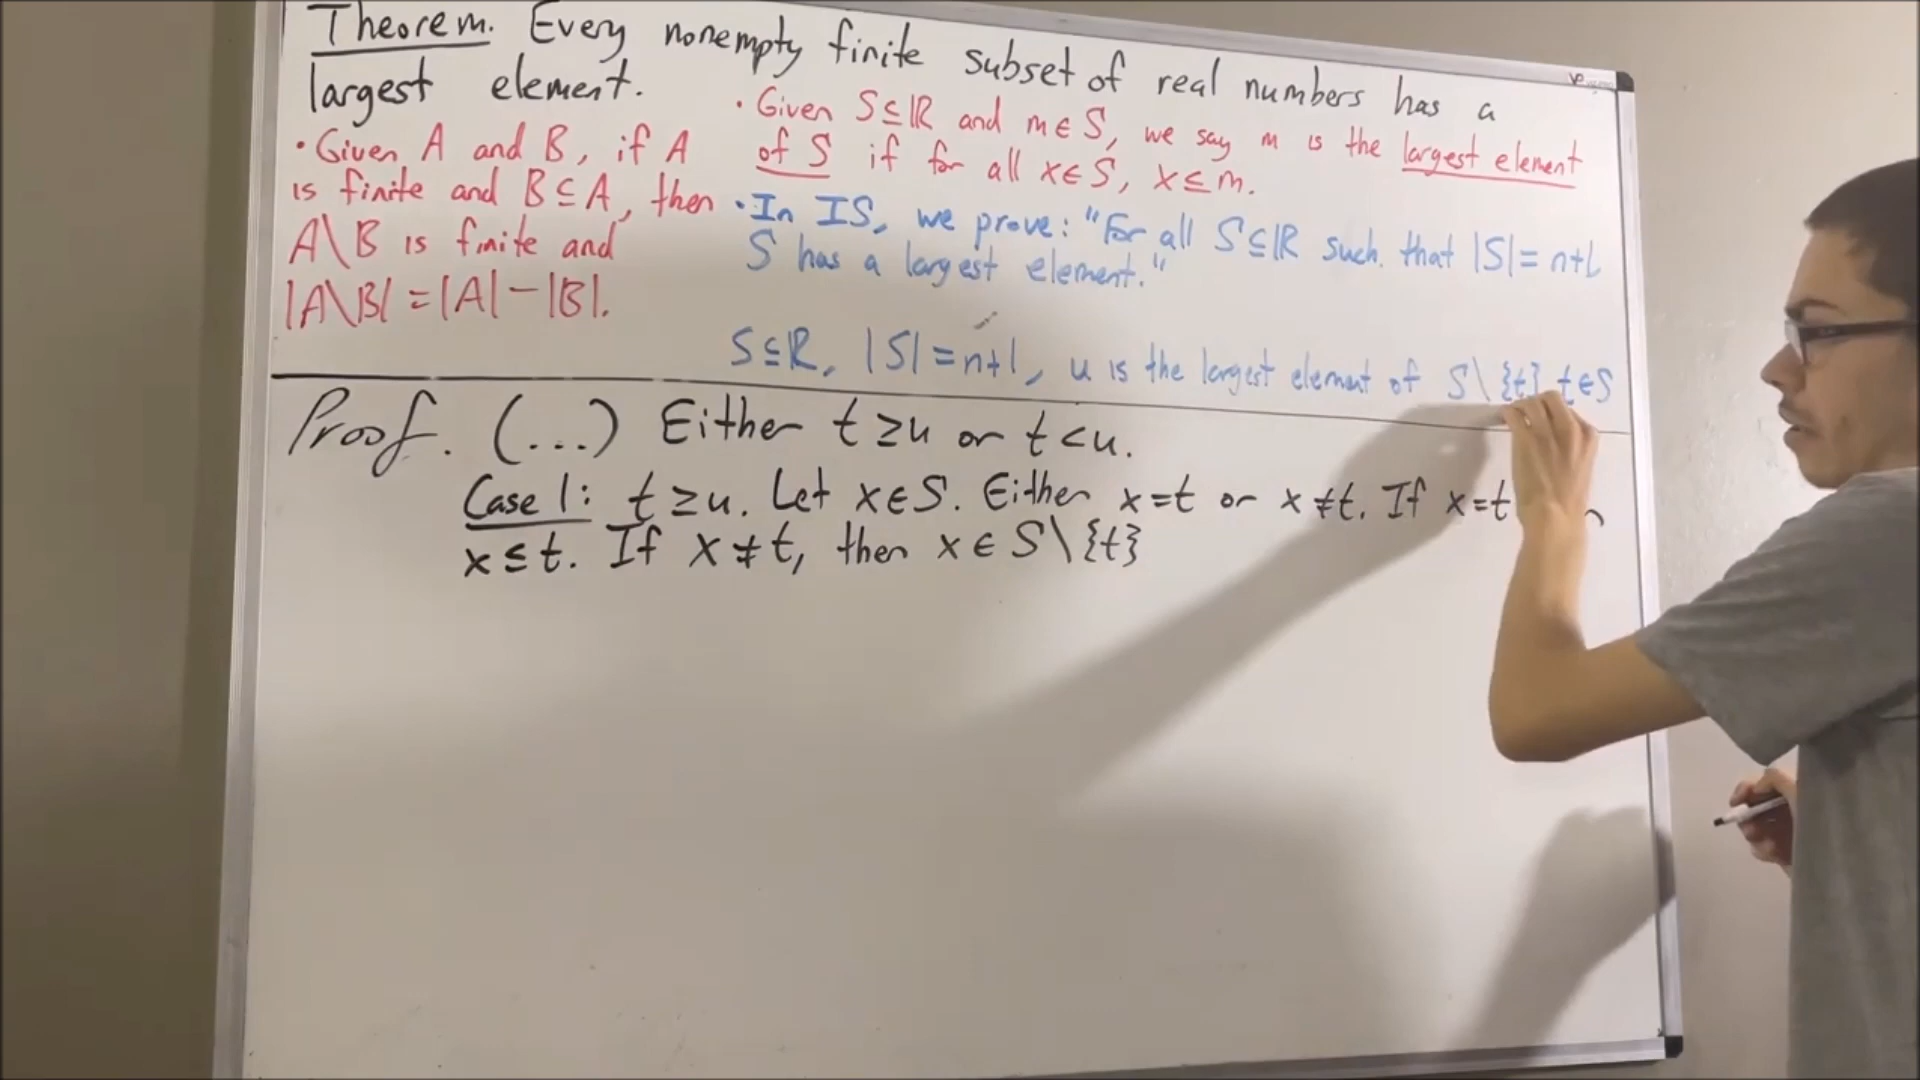 Theorem. Every nonempty finite subset of real numbers has a
largest element.
• Given A and B, if A
is finite and B⊆A, then
A\B is finite and
|A\B| = |A| − |B|.
• Given S⊆ℝ and m∈S, we say m is the largest element
of S if for all x∈S, x≤m.
• In IS, we prove: "For all S⊆ℝ such that |S|=n+1
S has a largest element."
S⊆ℝ, |S|=n+1, u is the largest element of S\{t} t∈S
Proof. (...) Either t≥u or t<u.
Case 1: t≥u. Let x∈S. Either x=t or x≠t. If x=t
x≤t. If x≠t, then x∈S\{t}